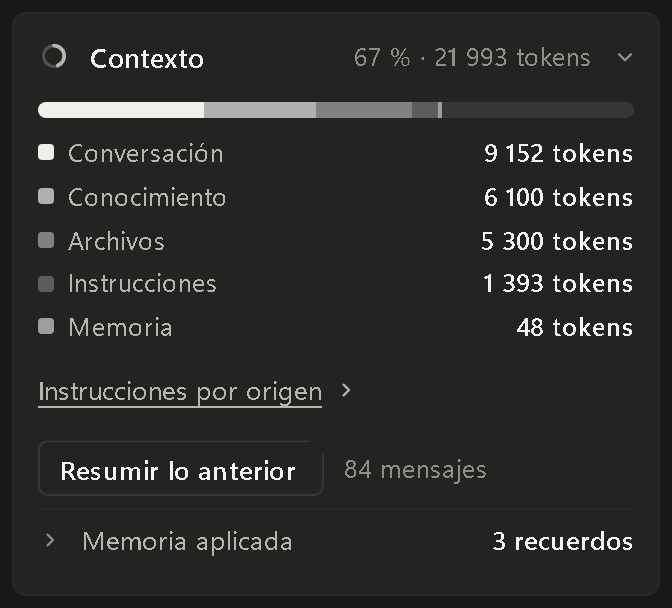 Contexto 67 % · 21 993 tokens
Conversación 9 152 tokens
Conocimiento 6 100 tokens
Archivos 5 300 tokens
Instrucciones 1 393 tokens
Memoria 48 tokens
Instrucciones por origen
Resumir lo anterior 84 mensajes
Memoria aplicada 3 recuerdos